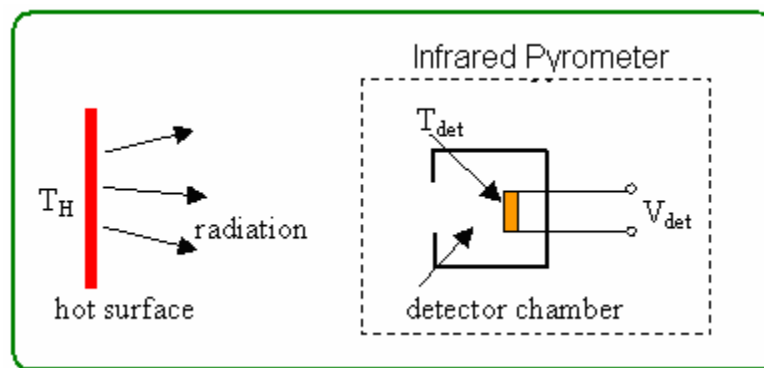 Infrared Pyrometer
T_det
T_H
radiation
V_det
hot surface
detector chamber